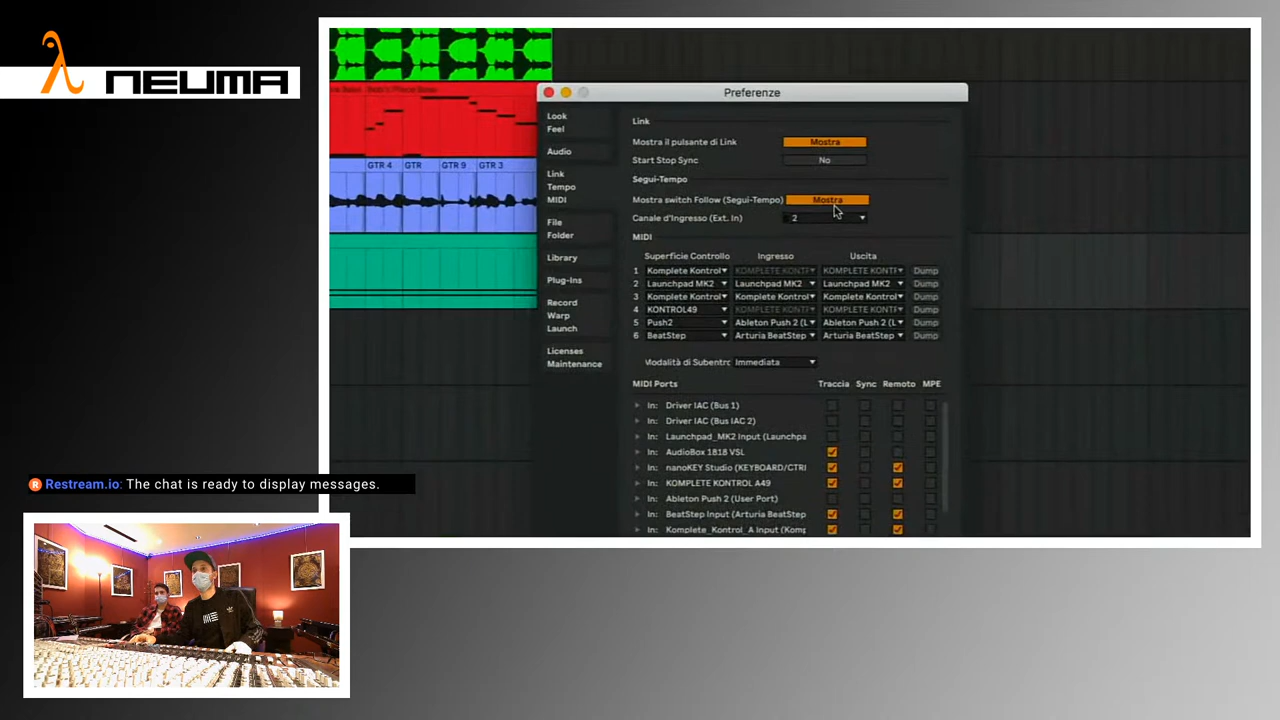 NEUMA
GTR 4 GTR GTR 9 GTR 3
Preferenze
Look
Feel
Audio
Link
Tempo
MIDI
File
Folder
Library
Plug-Ins
Record
Warp
Launch
Licenses
Maintenance
Link
Mostra il pulsante di Link Mostra
Start Stop Sync No
Segui-Tempo
Mostra switch Follow (Segui-Tempo) Mostra
Canale d'Ingresso (Ext. In) 2
MIDI
Superficie Controllo Ingresso Uscita
1 Komplete Kontrol KOMPLETE KONTF KOMPLETE KONTF Dump
2 Launchpad MK2 Launchpad MK2 Launchpad MK2 Dump
3 Komplete Kontrol Komplete Kontrol Komplete Kontrol Dump
4 KONTROL49 KOMPLETE KONTF KOMPLETE KONTF Dump
5 Push2 Ableton Push 2 (L Ableton Push 2 (L Dump
6 BeatStep Arturia BeatStep Arturia BeatStep Dump
Modalità di Subentro Immediata
MIDI Ports Traccia Sync Remoto MPE
In: Driver IAC (Bus 1)
In: Driver IAC (Bus IAC 2)
In: Launchpad_MK2 Input (Launchpa
In: AudioBox 1818 VSL
In: nanoKEY Studio (KEYBOARD/CTRI
In: KOMPLETE KONTROL A49
In: Ableton Push 2 (User Port)
In: BeatStep Input (Arturia BeatStep
In: Komplete_Kontrol_A Input (Komp
R Restream.io: The chat is ready to display messages.